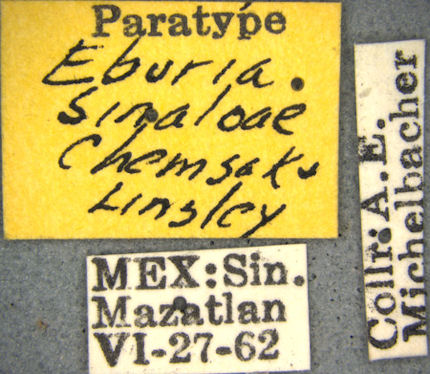 Paratype
Eburia
sinaloae
Chemsak &
Linsley
MEX:Sin.
Mazatlan
VI-27-62
Collr:A.E.
Michelbacher